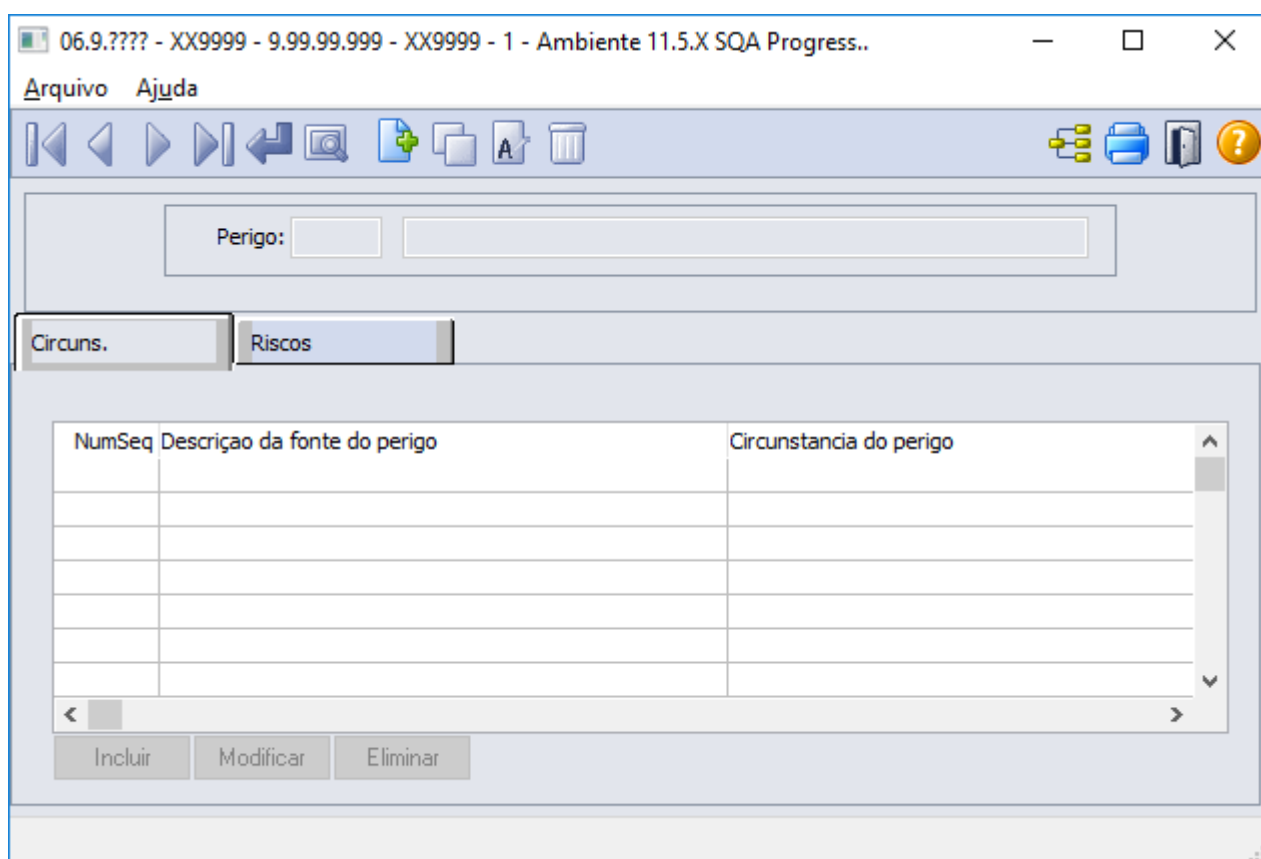 06.9.???? - XX9999 - 9.99.99.999 - XX9999 - 1 - Ambiente 11.5.X SQA Progress..
Arquivo Ajuda
A
?
Perigo:
Circuns. Riscos
NumSeq Descriçao da fonte do perigo Circunstancia do perigo
Incluir Modificar Eliminar